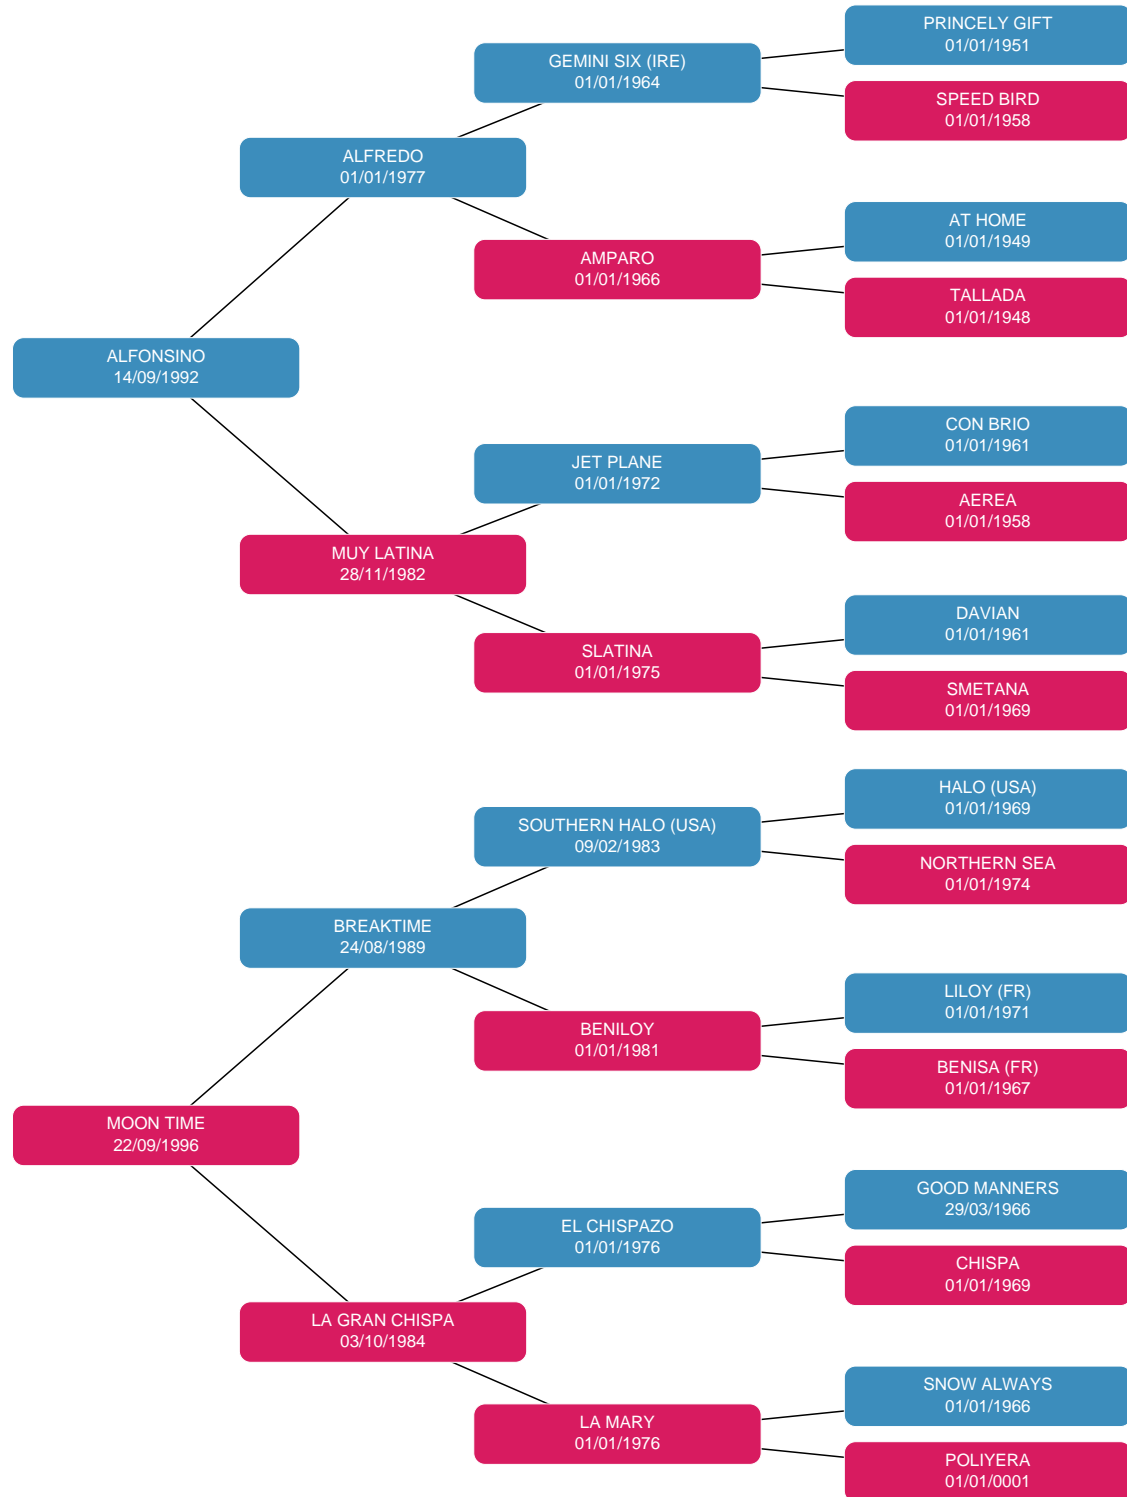 PRINCELY GIFT
01/01/1951
GEMINI SIX (IRE)
01/01/1964
SPEED BIRD
01/01/1958
ALFREDO
01/01/1977
AT HOME
01/01/1949
AMPARO
01/01/1966
TALLADA
01/01/1948
ALFONSINO
14/09/1992
CON BRIO
01/01/1961
JET PLANE
01/01/1972
AEREA
01/01/1958
MUY LATINA
28/11/1982
DAVIAN
01/01/1961
SLATINA
01/01/1975
SMETANA
01/01/1969
HALO (USA)
01/01/1969
SOUTHERN HALO (USA)
09/02/1983
NORTHERN SEA
01/01/1974
BREAKTIME
24/08/1989
LILOY (FR)
01/01/1971
BENILOY
01/01/1981
BENISA (FR)
01/01/1967
MOON TIME
22/09/1996
GOOD MANNERS
29/03/1966
EL CHISPAZO
01/01/1976
CHISPA
01/01/1969
LA GRAN CHISPA
03/10/1984
SNOW ALWAYS
01/01/1966
LA MARY
01/01/1976
POLIYERA
01/01/0001